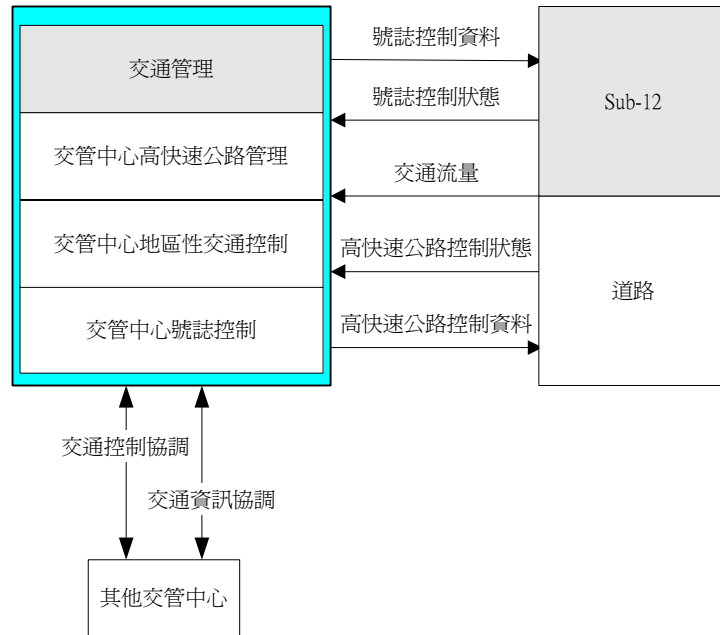 交通管理
交管中心高快速公路管理
交管中心地區性交通控制
交管中心號誌控制
號誌控制資料
號誌控制狀態
交通流量
高快速公路控制狀態
高快速公路控制資料
Sub-12
道路
交通控制協調
交通資訊協調
其他交管中心